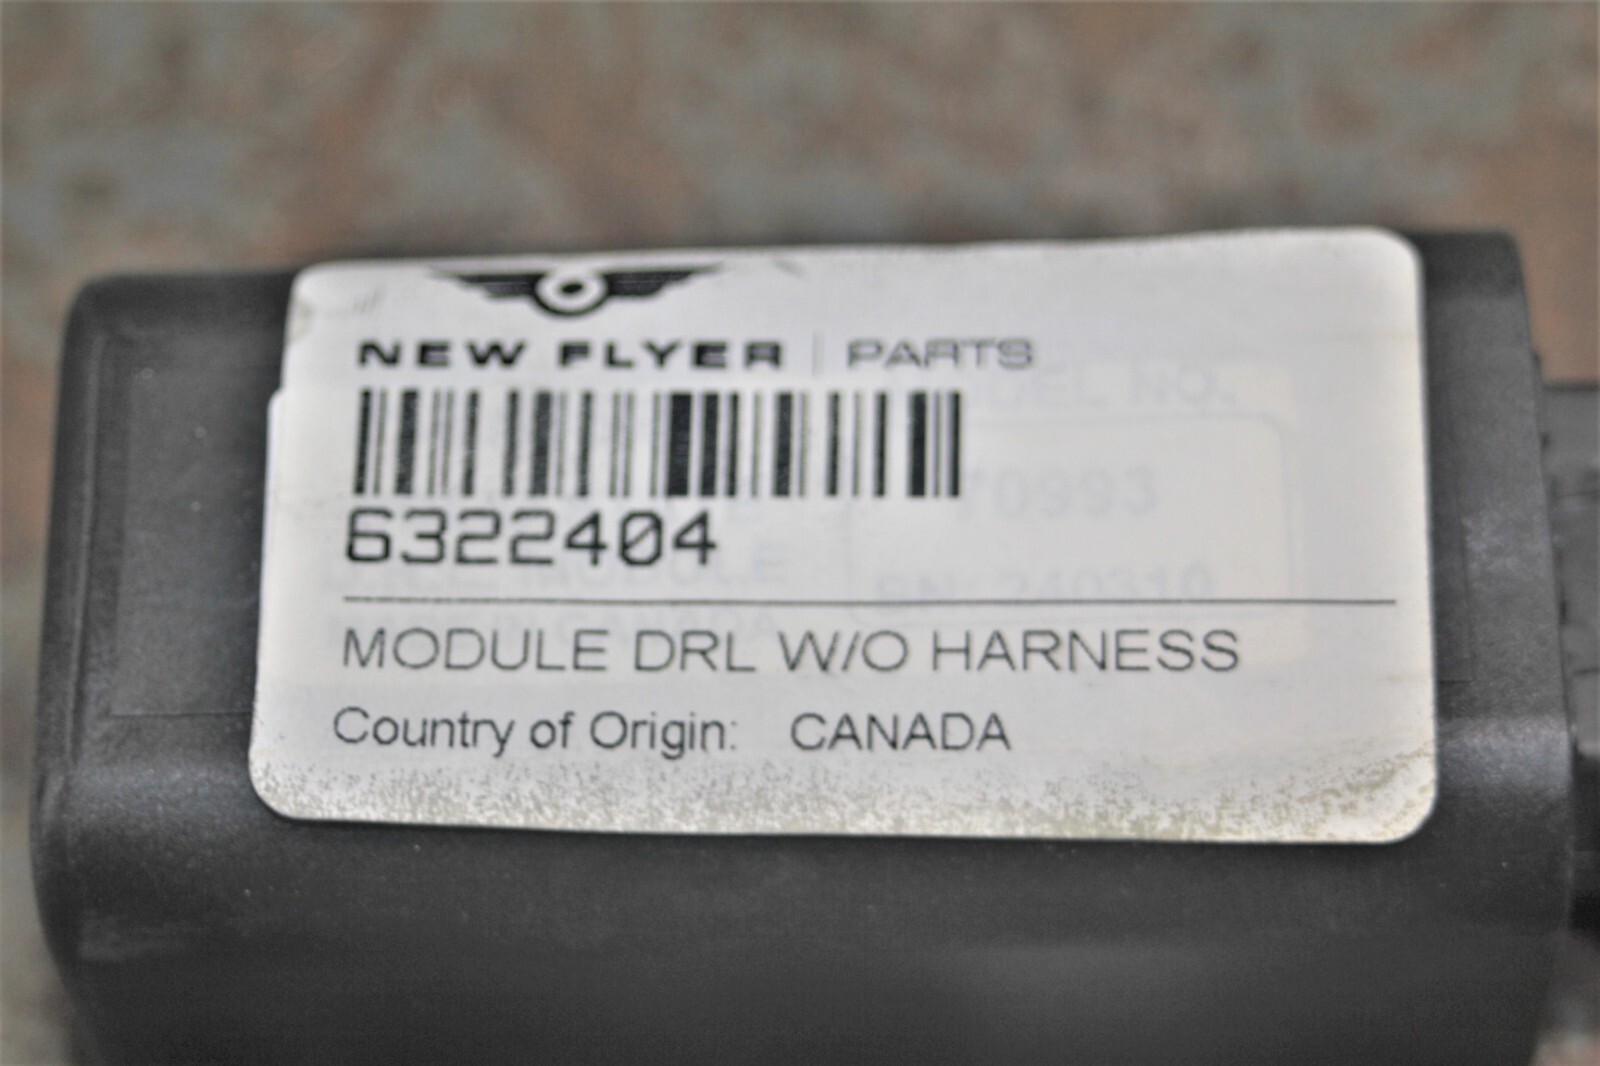 NEW FLYER | PARTS
6322404
MODULE DRL W/O HARNESS
Country of Origin: CANADA